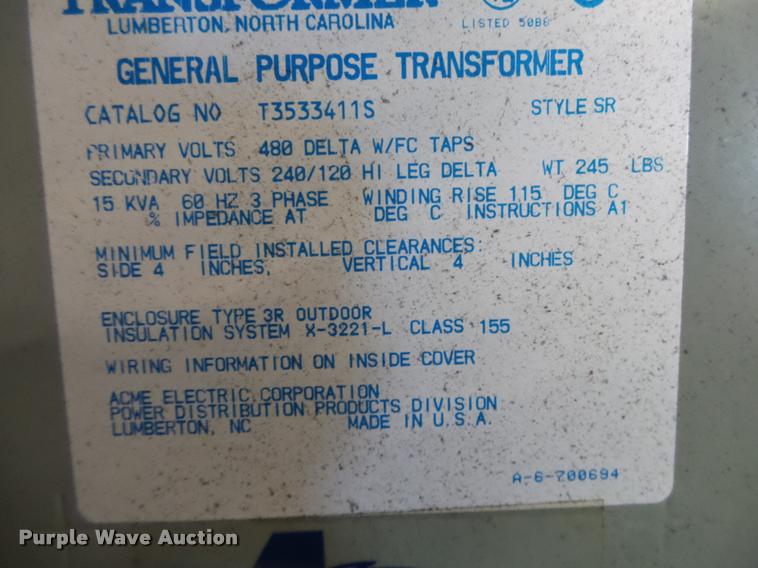 TRANSFORMER
LUMBERTON, NORTH CAROLINA
LISTED 50B6
GENERAL PURPOSE TRANSFORMER
CATALOG NO T3533411S STYLE SR
PRIMARY VOLTS 480 DELTA W/FC TAPS
SECONDARY VOLTS 240/120 HI LEG DELTA WT 245 LBS
15 KVA 60 HZ 3 PHASE WINDING RISE 115 DEG C
% IMPEDANCE AT DEG C INSTRUCTIONS A1
MINIMUM FIELD INSTALLED CLEARANCES:
SIDE 4 INCHES, VERTICAL 4 INCHES
ENCLOSURE TYPE 3R OUTDOOR
INSULATION SYSTEM X-3221-L CLASS 155
WIRING INFORMATION ON INSIDE COVER
ACME ELECTRIC CORPORATION
POWER DISTRIBUTION PRODUCTS DIVISION
LUMBERTON, NC MADE IN U.S.A.
A-6-700694
Purple Wave Auction